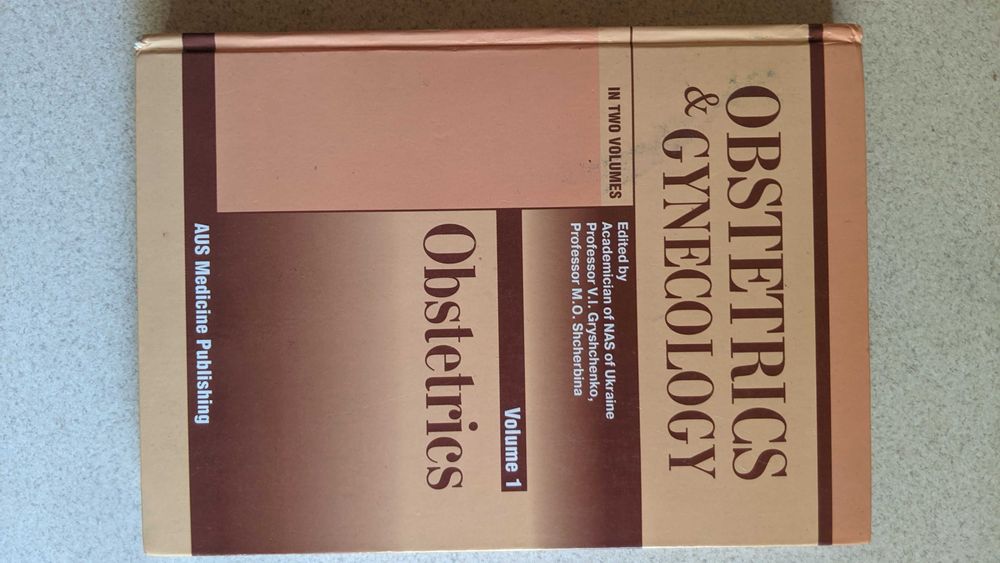 OBSTETRICS
& GYNECOLOGY
IN TWO VOLUMES
Edited by
Academician of NAS of Ukraine
Professor V.I. Gryshchenko,
Professor M.O. Shcherbina
Volume 1
Obstetrics
AUS Medicine Publishing